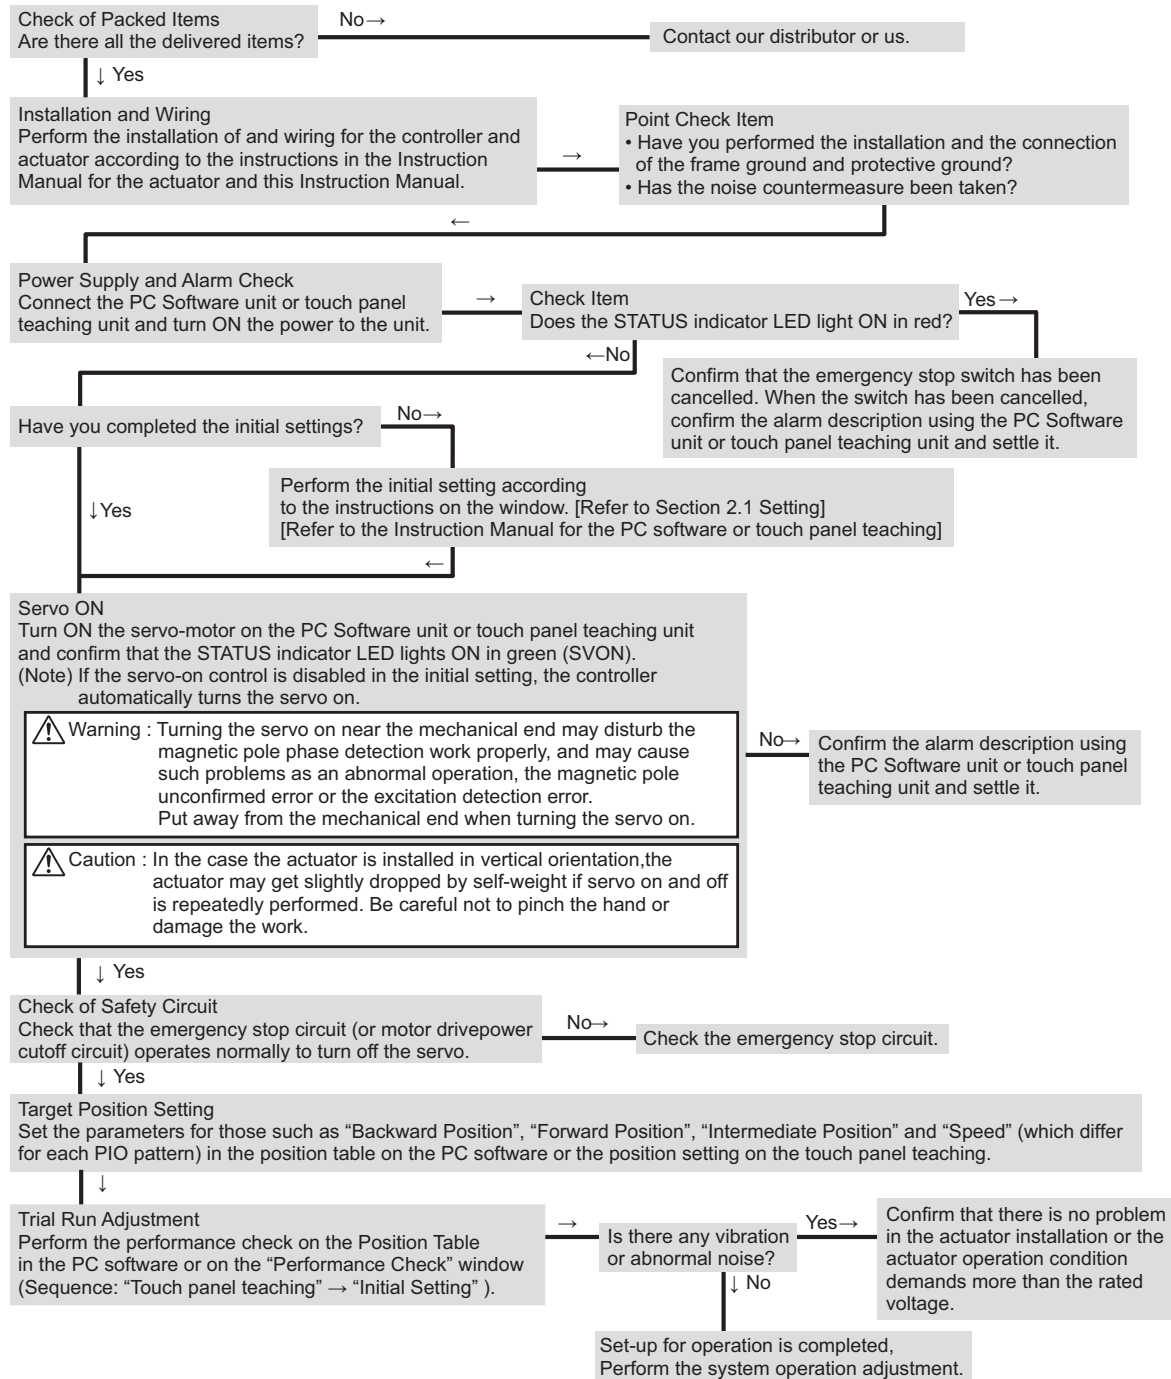 Check of Packed Items
Are there all the delivered items?
No→
Contact our distributor or us.
↓ Yes
Installation and Wiring
Perform the installation of and wiring for the controller and
actuator according to the instructions in the Instruction
Manual for the actuator and this Instruction Manual.
→
Point Check Item
• Have you performed the installation and the connection
of the frame ground and protective ground?
• Has the noise countermeasure been taken?
←
Power Supply and Alarm Check
Connect the PC Software unit or touch panel
teaching unit and turn ON the power to the unit.
→
Check Item
Does the STATUS indicator LED light ON in red?
Yes→
←No
Confirm that the emergency stop switch has been
cancelled. When the switch has been cancelled,
confirm the alarm description using the PC Software
unit or touch panel teaching unit and settle it.
Have you completed the initial settings?
No→
↓Yes
Perform the initial setting according
to the instructions on the window. [Refer to Section 2.1 Setting]
[Refer to the Instruction Manual for the PC software or touch panel teaching]
←
Servo ON
Turn ON the servo-motor on the PC Software unit or touch panel teaching unit
and confirm that the STATUS indicator LED lights ON in green (SVON).
(Note) If the servo-on control is disabled in the initial setting, the controller
automatically turns the servo on.
Warning : Turning the servo on near the mechanical end may disturb the
magnetic pole phase detection work properly, and may cause
such problems as an abnormal operation, the magnetic pole
unconfirmed error or the excitation detection error.
Put away from the mechanical end when turning the servo on.
Caution : In the case the actuator is installed in vertical orientation,the
actuator may get slightly dropped by self-weight if servo on and off
is repeatedly performed. Be careful not to pinch the hand or
damage the work.
No→
Confirm the alarm description using
the PC Software unit or touch panel
teaching unit and settle it.
↓ Yes
Check of Safety Circuit
Check that the emergency stop circuit (or motor drivepower
cutoff circuit) operates normally to turn off the servo.
No→
Check the emergency stop circuit.
↓ Yes
Target Position Setting
Set the parameters for those such as “Backward Position”, “Forward Position”, “Intermediate Position” and “Speed” (which differ
for each PIO pattern) in the position table on the PC software or the position setting on the touch panel teaching.
↓
Trial Run Adjustment
Perform the performance check on the Position Table
in the PC software or on the “Performance Check” window
(Sequence: “Touch panel teaching” → “Initial Setting” ).
→
Is there any vibration
or abnormal noise?
Yes→
Confirm that there is no problem
in the actuator installation or the
actuator operation condition
demands more than the rated
voltage.
↓ No
Set-up for operation is completed,
Perform the system operation adjustment.